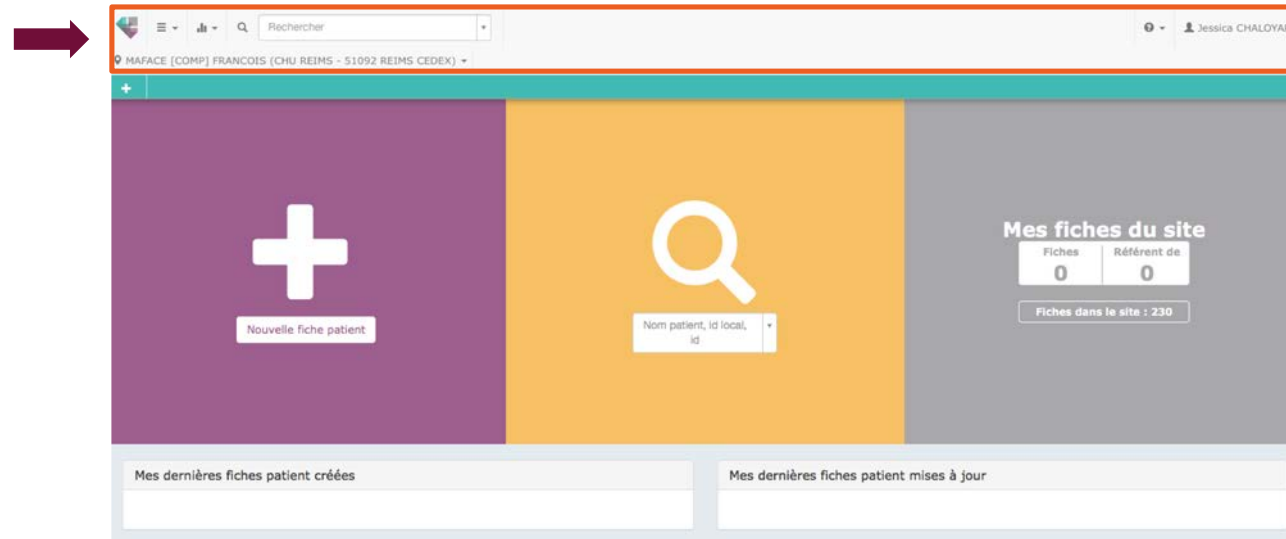 Rechercher
Jessica CHALOYA
MAFACE [COMP] FRANCOIS (CHU REIMS - 51092 REIMS CEDEX)
Nouvelle fiche patient
Nom patient, id local,
id
Mes fiches du site
Fiches Référent de
0 0
Fiches dans le site : 230
Mes dernières fiches patient créées
Mes dernières fiches patient mises à jour